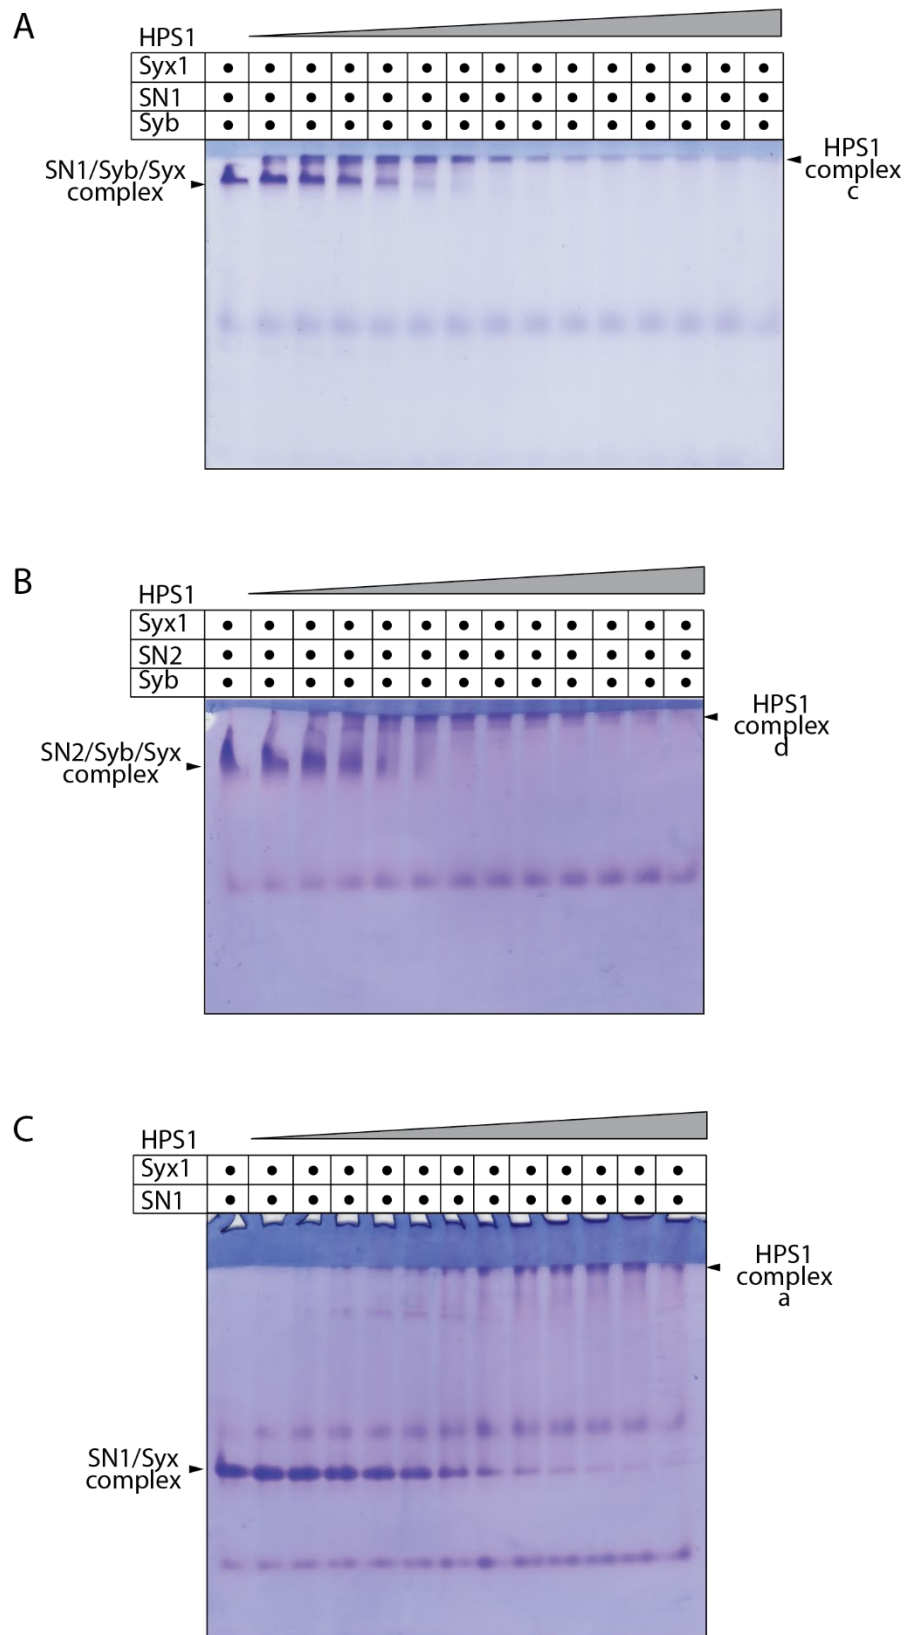 A
HPS1
Syx1
SN1
Syb
SN1/Syb/Syx
complex
HPS1
complex
c
B
HPS1
Syx1
SN2
Syb
SN2/Syb/Syx
complex
HPS1
complex
d
C
HPS1
Syx1
SN1
HPS1
complex
a
SN1/Syx
complex